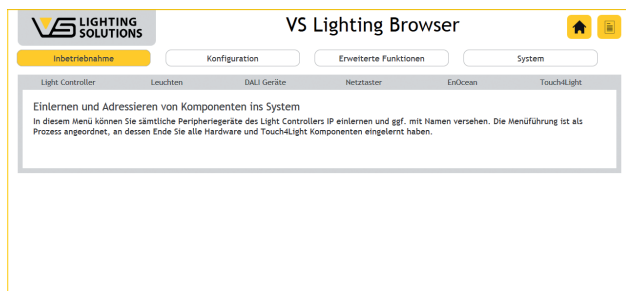 VS LIGHTING SOLUTIONS
VS Lighting Browser
Inbetriebnahme Konfiguration Erweiterte Funktionen System
Light Controller Leuchten DALI Geräte Netztaster EnOcean Touch4Light
Einlernen und Adressieren von Komponenten ins System
In diesem Menü können Sie sämtliche Peripheriegeräte des Light Controllers IP einlernen und ggf. mit Namen versehen. Die Menüführung ist als
Prozess angeordnet, an dessen Ende Sie alle Hardware und Touch4Light Komponenten eingelernt haben.